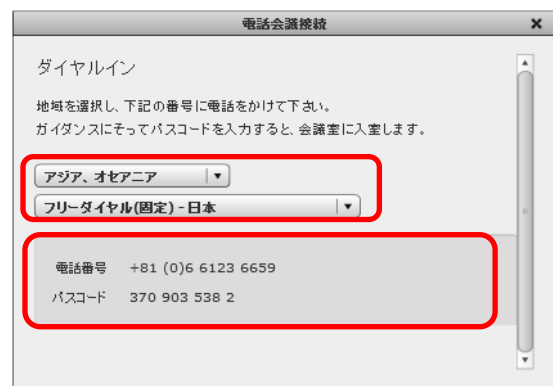 電話会議接続
ダイヤルイン
地域を選択し、下記の番号に電話をかけて下さい。
ガイダンスにそってパスコードを入力すると、会議室に入室します。
アジア、オセアニア
フリーダイヤル(固定) - 日本
電話番号 +81 (0)6 6123 6659
パスコード 370 903 538 2